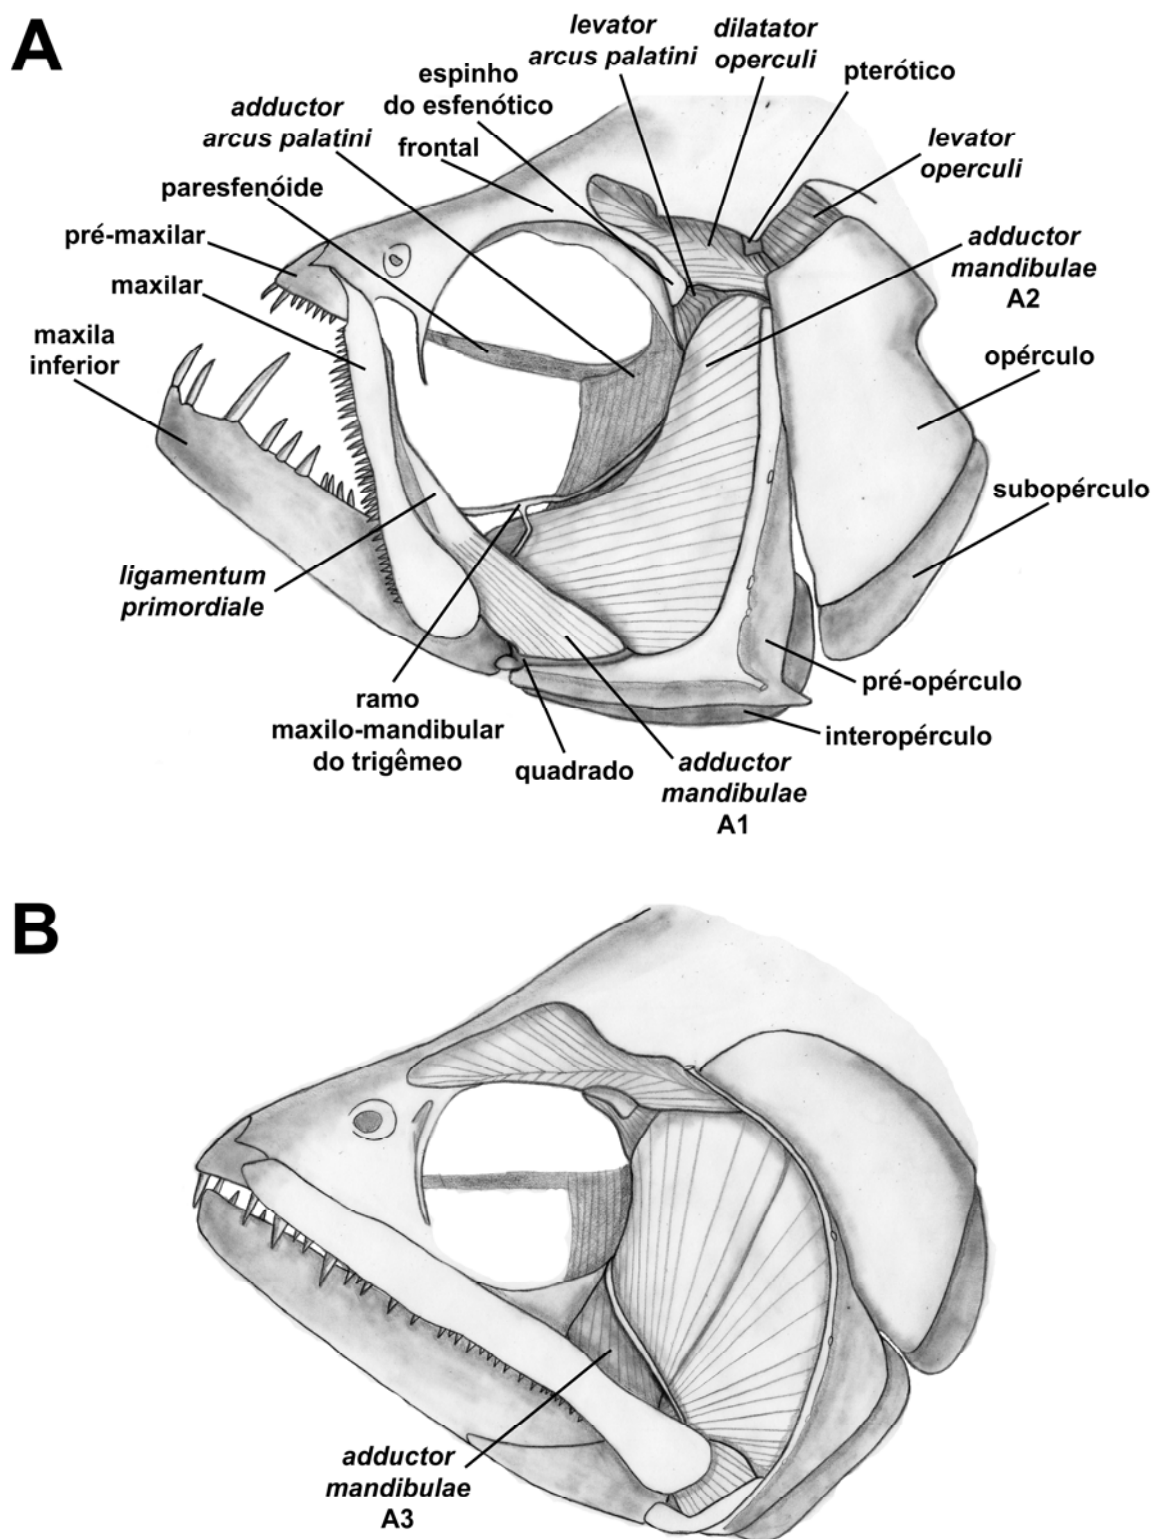 A
levator
arcus palatini
dilatator
operculi
pterótico
espinho
do esfenótico
adductor
arcus palatini
frontal
levator
operculi
paresfenóide
pré-maxilar
adductor
mandibulae
A2
maxilar
maxila
inferior
opérculo
subopérculo
ligamentum
primordiale
ramo
maxilo-mandibular
do trigêmeo
quadrado
adductor
mandibulae
A1
pré-opérculo
interopérculo
B
adductor
mandibulae
A3